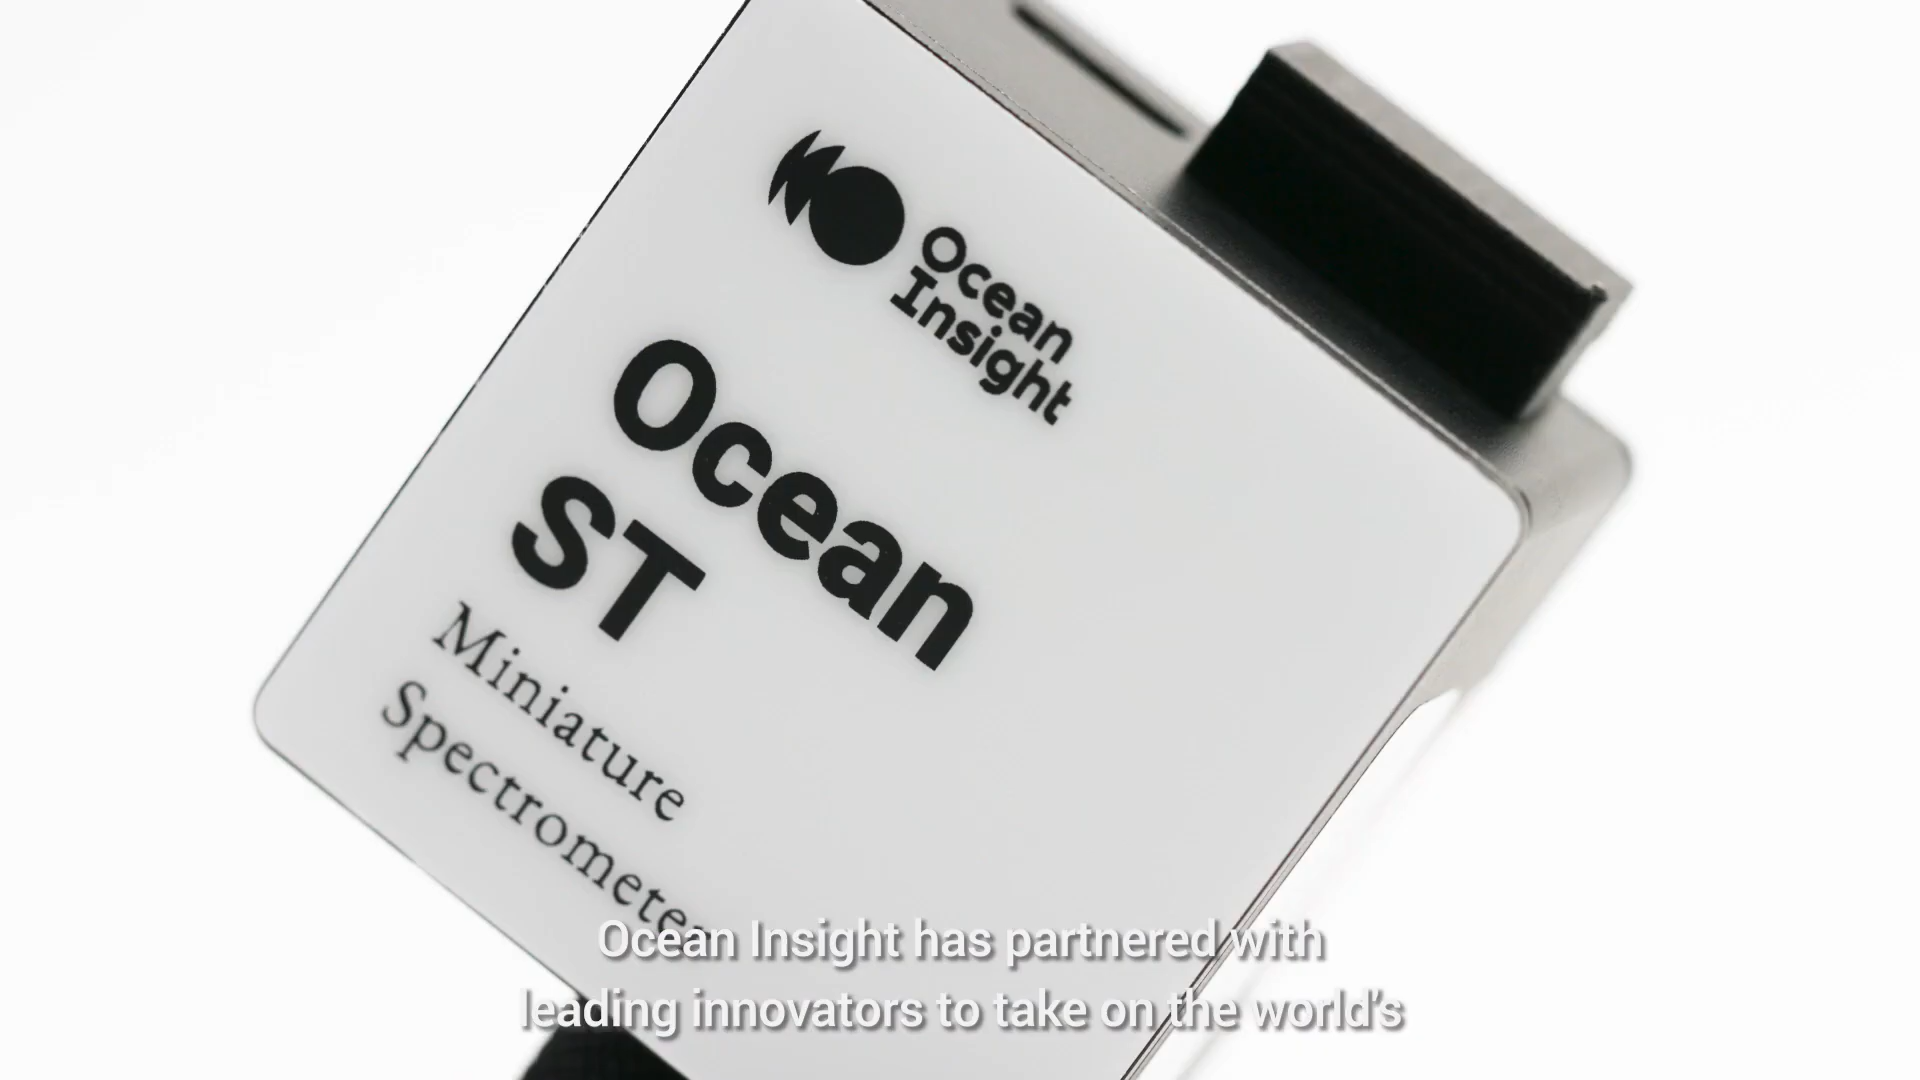 Ocean
Insight
Ocean
ST
Miniature
Spectrometer
Ocean Insight has partnered with
leading innovators to take on the world's